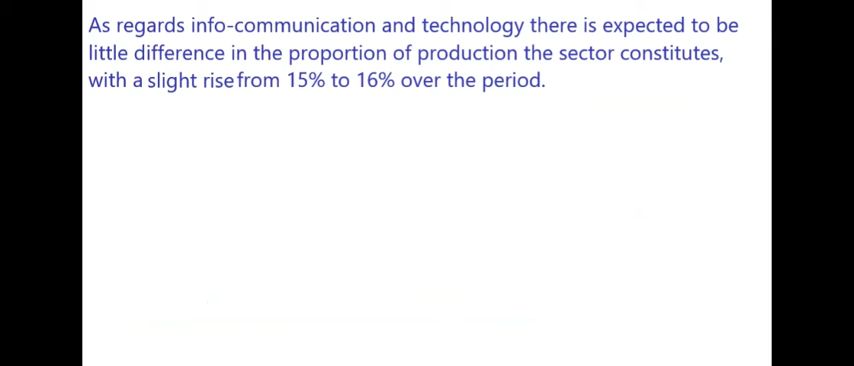 As regards info-communication and technology there is expected to be
little difference in the proportion of production the sector constitutes,
with a slight rise from 15% to 16% over the period.